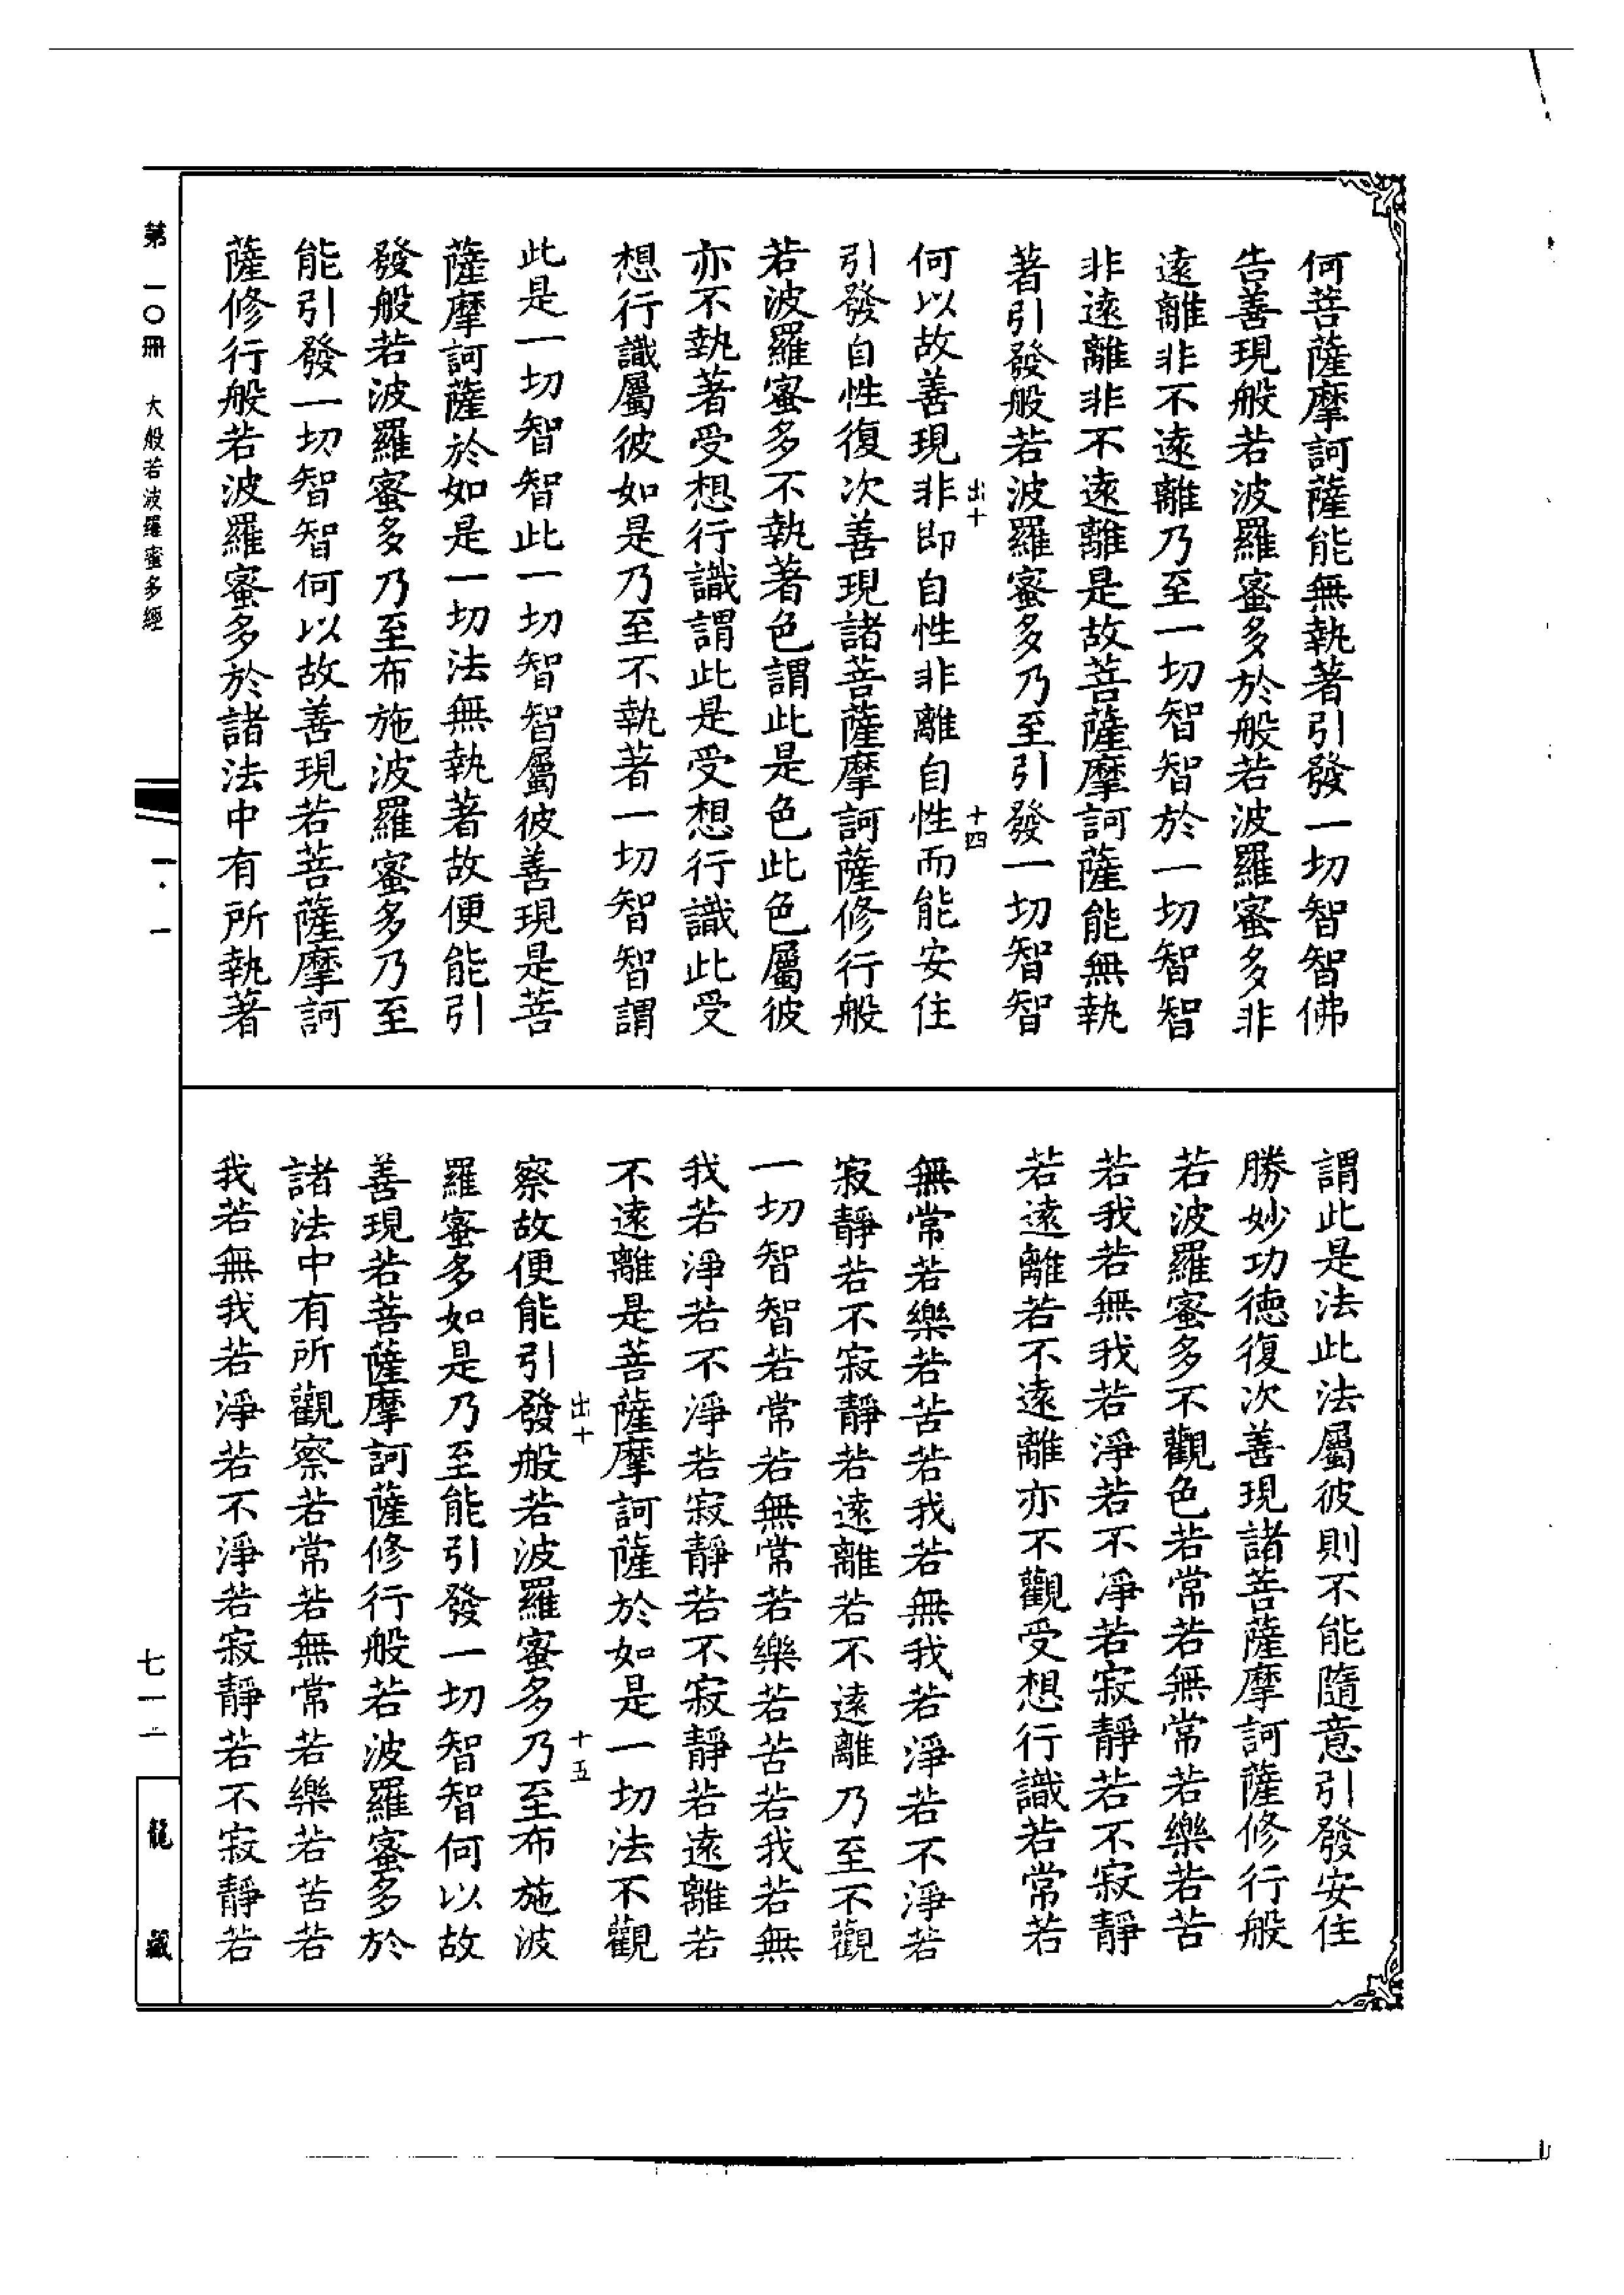 何菩薩摩訶薩能無執著引發一切智智佛
告善現般若波羅蜜多於般若波羅蜜多非
遠離非不遠離乃至一切智智於一切智智
非遠離非不遠離是故菩薩摩訶薩能無執
著引發般若波羅蜜多乃至引發一切智智
出十
十四
何以故善現非即自性非離自性而能安住
引發自性復次善現諸菩薩摩訶薩修行般
若波羅蜜多不執著色謂此是色此色屬彼
亦不執著受想行識謂此是受想行識此受
想行識屬彼如是乃至不執著一切智智謂
此是一切智智此一切智智屬彼善現是菩
薩摩訶薩於如是一切法無執著故便能引
發般若波羅蜜多乃至布施波羅蜜多乃至
能引發一切智智何以故善現若菩薩摩訶
薩修行般若波羅蜜多於諸法中有所執著
謂此是法此法屬彼則不能隨意引發安住
勝妙功德復次善現諸菩薩摩訶薩修行般
若波羅蜜多不觀色若常若無常若樂若苦
若我若無我若淨若不淨若寂靜若不寂靜
若遠離若不遠離亦不觀受想行識若常若
無常若樂若苦若我若無我若淨若不淨若
寂靜若不寂靜若遠離若不遠離乃至不觀
一切智智若常若無常若樂若苦若我若無
我若淨若不淨若寂靜若不寂靜若遠離若
不遠離是菩薩摩訶薩於如是一切法不觀
出十
十五
察故便能引發般若波羅蜜多乃至布施波
羅蜜多如是乃至能引發一切智智何以故
善現若菩薩摩訶薩修行般若波羅蜜多於
諸法中有所觀察若常若無常若樂若苦若
我若無我若淨若不淨若寂靜若不寂靜若
第一〇冊 大般若波羅蜜多經
七一一
龍藏